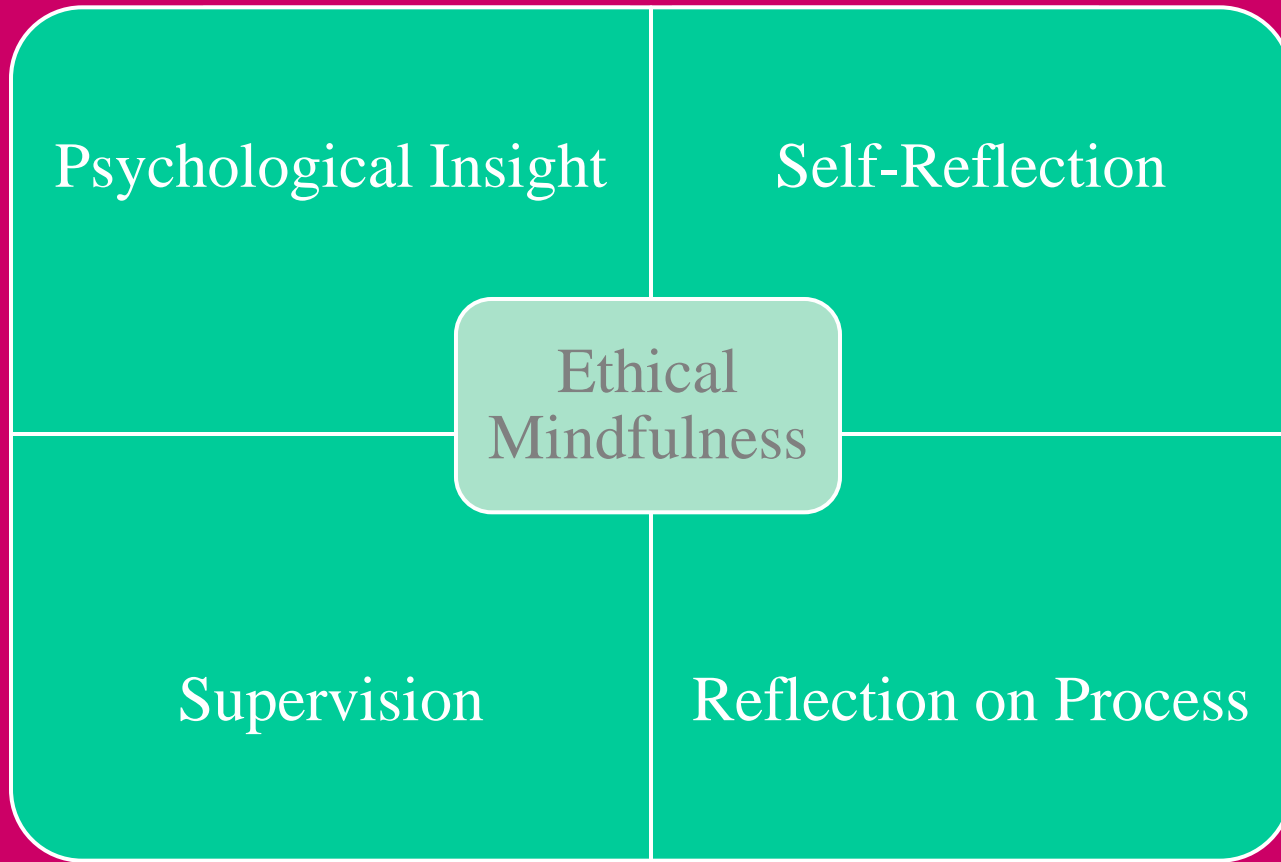 Psychological Insight
Self-Reflection
Ethical
Mindfulness
Supervision
Reflection on Process